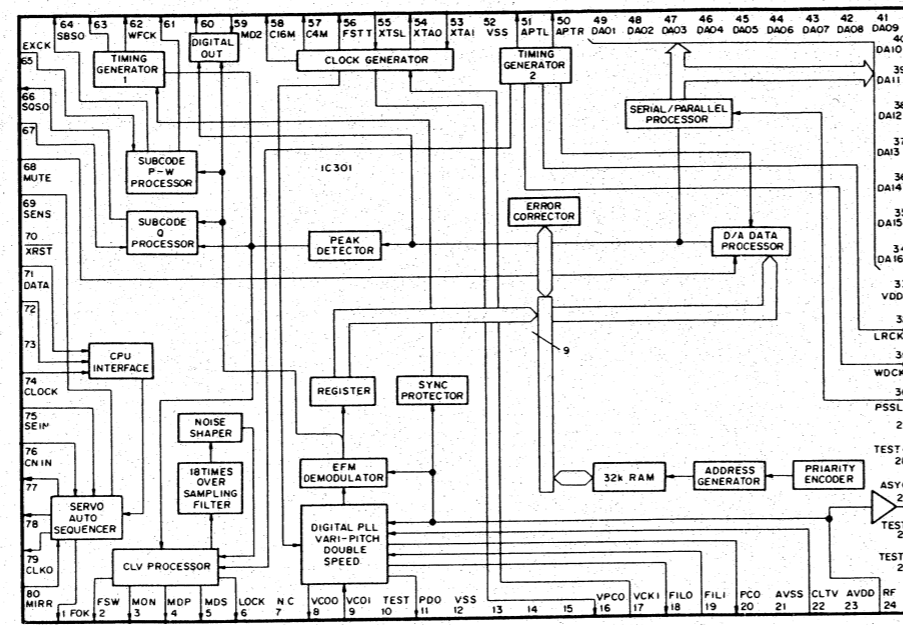 64 63 62 61 60 59 58 57 56 55 54 53 52 51 50 49 48 47 46 45 44 43 42 41
SBSO WFCK MD2 C16M C4M FSTT XTSL XTAO XTAI VSS APTL APTR DA01 DA02 DA03 DA04 DA05 DA06 DA07 DA08 DA09
EXCK
65
66
SQSO
67
68
MUTE
69
SENS
70
XRST
71
DATA
72
73
74
CLOCK
75
SEIN
76
CNIN
77
78
79
CLKO
80
MIRR
TIMING
GENERATOR
1
DIGITAL
OUT
CLOCK GENERATOR
TIMING
GENERATOR
2
SERIAL/PARALLEL
PROCESSOR
SUBCODE
P-W
PROCESSOR
IC301
SUBCODE
Q
PROCESSOR
PEAK
DETECTOR
ERROR
CORRECTOR
D/A DATA
PROCESSOR
9
CPU
INTERFACE
REGISTER
SYNC
PROTECTOR
NOISE
SHAPER
18TIMES
OVER
SAMPLING
FILTER
EFM
DEMODULATOR
32k RAM
ADDRESS
GENERATOR
PRIARITY
ENCODER
SERVO
AUTO
SEQUENCER
DIGITAL PLL
VARI-PITCH
DOUBLE
SPEED
CLV PROCESSOR
DA10
DA11
DA12
DA13
DA14
DA15
DA16
VDD
LRCK
WDCK
PSSL
TEST
ASY
TEST
TEST
FOK FSW MON MDP MDS LOCK NC VCOO VCOI TEST PDO VSS VPCO VCKI FILO FILI PCO AVSS CLTV AVDD RF
1 2 3 4 5 6 7 8 9 10 11 12 13 14 15 16 17 18 19 20 21 22 23 24